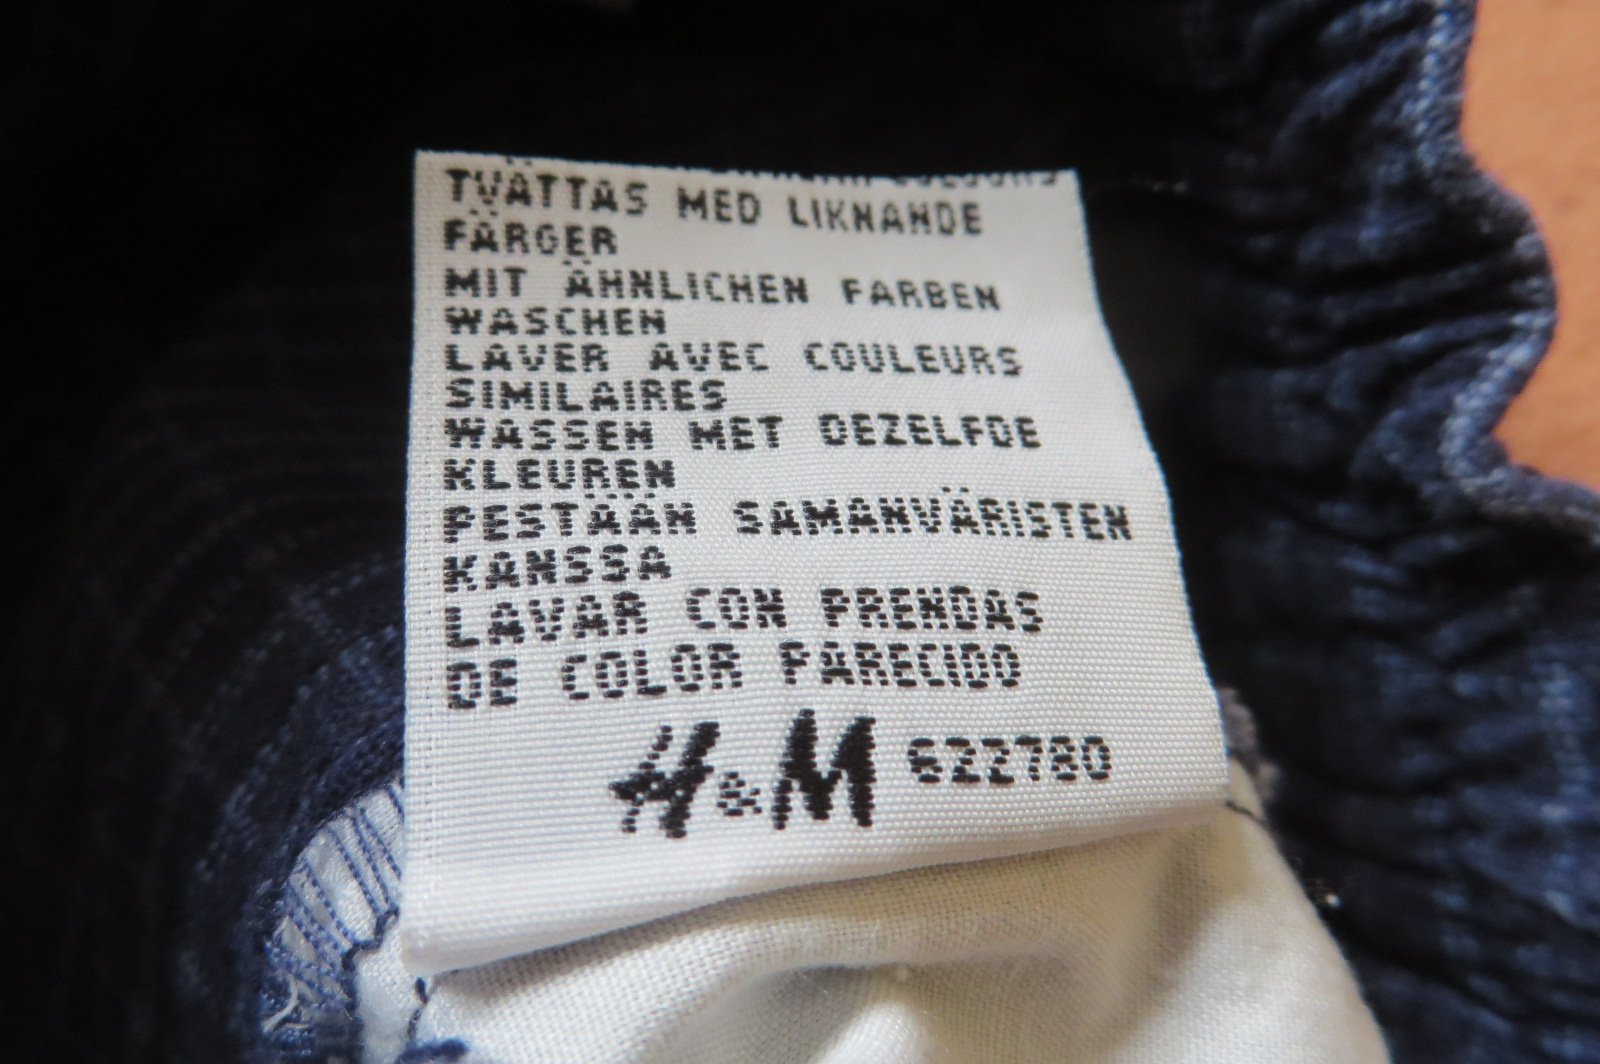 TVÄTTAS MED LIKNANDE
FÄRGER
MIT ÄHNLICHEN FARBEN
WASCHEN
LAVER AVEC COULEURS
SIMILAIRES
WASSEN MET DEZELFDE
KLEUREN
PESTÄÄN SAMANVÄRISTEN
KANSSA
LAVAR CON PRENDAS
DE COLOR PARECIDO
H&M 622780